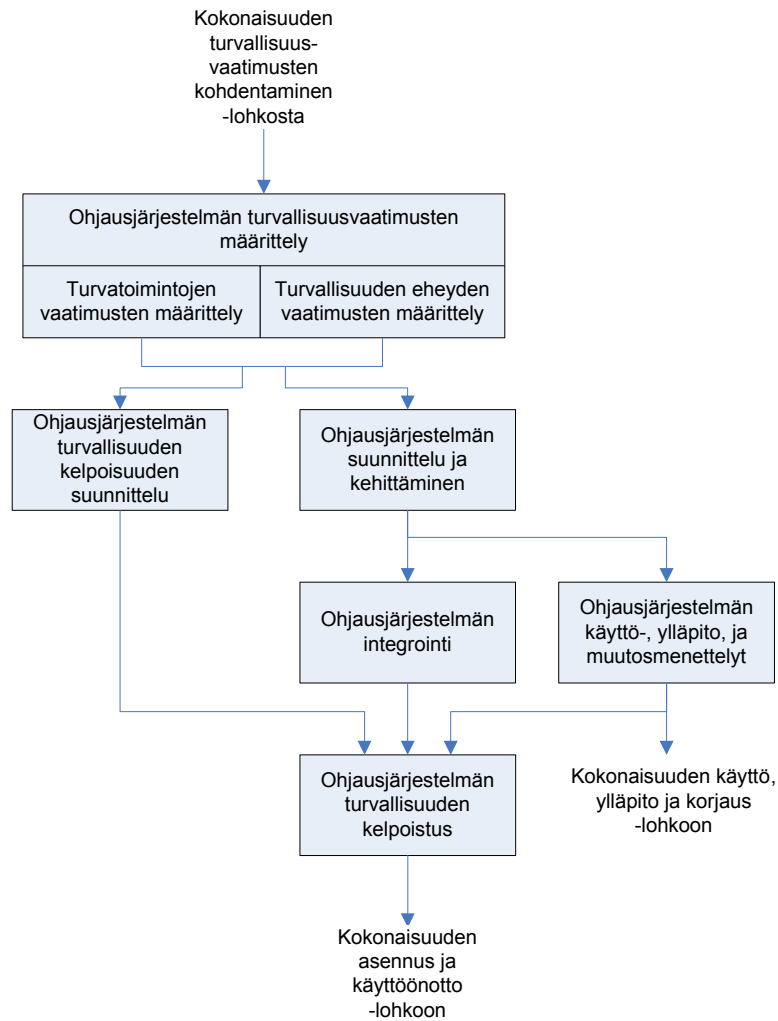 Kokonaisuuden
turvallisuus-
vaatimusten
kohdentaminen
-lohkosta
Ohjausjärjestelmän turvallisuusvaatimusten
määrittely
Turvatoimintojen
vaatimusten määrittely
Turvallisuuden eheyden
vaatimusten määrittely
Ohjausjärjestelmän
turvallisuuden
kelpoisuuden
suunnittelu
Ohjausjärjestelmän
suunnittelu ja
kehittäminen
Ohjausjärjestelmän
integrointi
Ohjausjärjestelmän
käyttö-, ylläpito, ja
muutosmenettelyt
Ohjausjärjestelmän
turvallisuuden
kelpoistus
Kokonaisuuden käyttö,
ylläpito ja korjaus
-lohkoon
Kokonaisuuden
asennus ja
käyttöönotto
-lohkoon